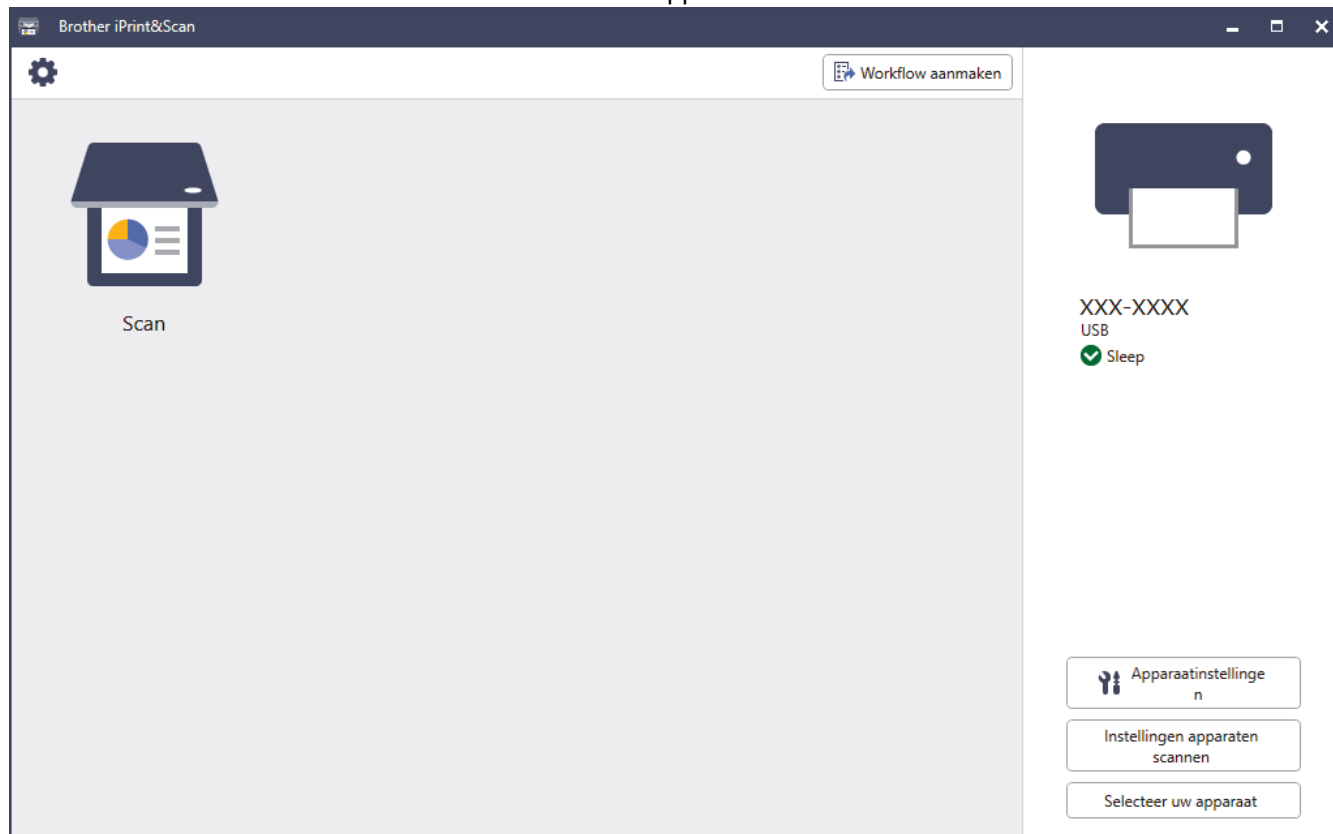 Brother iPrint&Scan
Workflow aanmaken
Scan
XXX-XXXX
USB
Sleep
Apparaatinstellinge
n
Instellingen apparaten
scannen
Selecteer uw apparaat